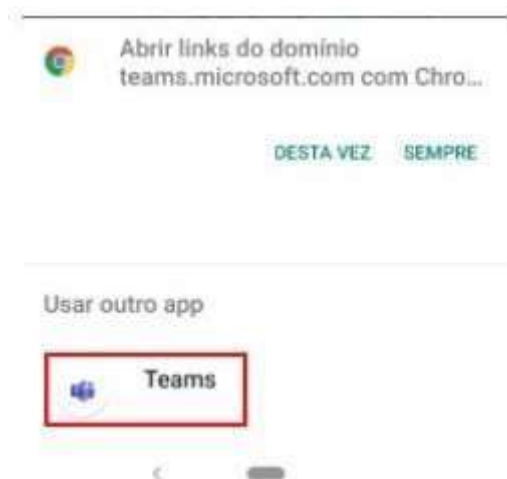 Abrir links do domínio
teams.microsoft.com com Chro...
DESTA VEZ SEMPRE
Usar outro app
Teams